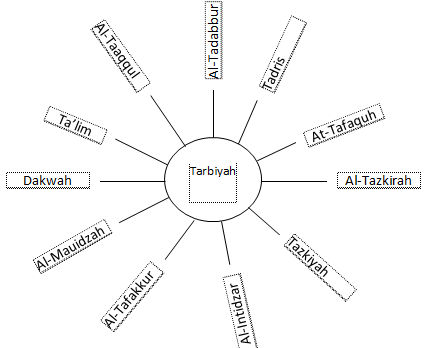 Al-Tadabbur
Tadris
Al-Taaqqul
Ta'lim
At-Tafaquh
Dakwah
Tarbiyah
Al-Tazkirah
Al-Mauidzah
Tazkiyah
Al-Tafakkur
Al-Intidzar